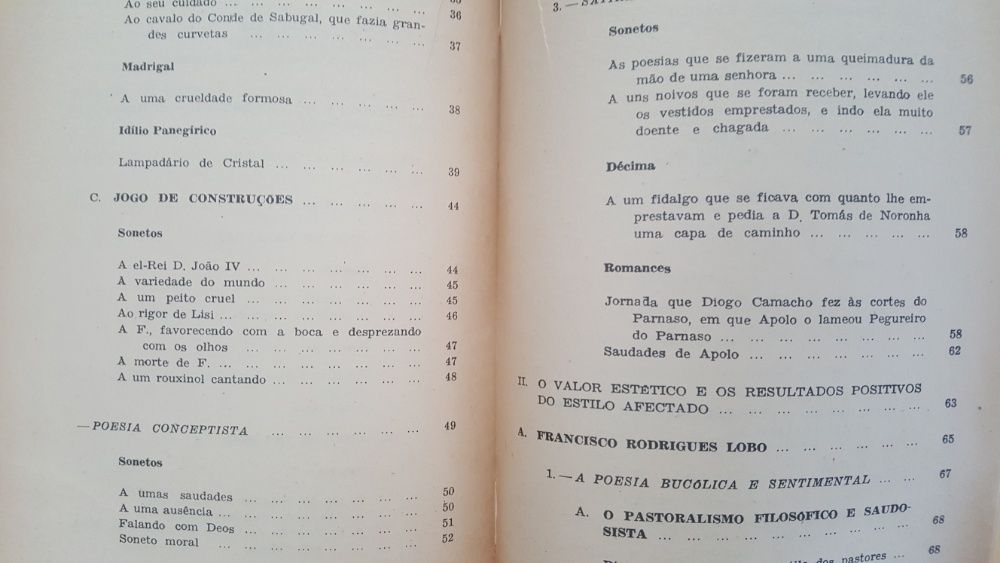 Ao seu cuidado ... ... ... ... ... ... 35
Ao cavalo do Conde de Sabugal, que fazia gran-
des curvetas ... ... ... ... ... ... 36
37
Madrigal
A uma crueldade formosa ... ... ... ... 38
Idílio Panegírico
Lampadário de Cristal ... ... ... ... ... 39
C. JOGO DE CONSTRUÇÕES ... ... ... ... 44
Sonetos
A el-Rei D. João IV ... ... ... ... ... 44
A variedade do mundo ... ... ... ... 45
A um peito cruel ... ... ... ... ... 45
Ao rigor de Lisi ... ... ... ... ... ... 46
A F., favorecendo com a boca e desprezando
com os olhos ... ... ... ... ... 47
A morte de F. ... ... ... ... ... ... 47
A um rouxinol cantando ... ... ... ... 48
—POESIA CONCEPTISTA ... ... ... ... ... 49
Sonetos
A umas saudades ... ... ... ... ... 50
A uma ausência ... ... ... ... ... ... 50
Falando com Deos ... ... ... ... ... 51
Soneto moral ... ... ... ... ... ... 52
3. —
Sonetos
As poesias que se fizeram a uma queimadura da
mão de uma senhora ... ... ... ... ... ... 56
A uns noivos que se foram receber, levando ele
os vestidos emprestados, e indo ela muito
doente e chagada ... ... ... ... ... ... 57
Décima
A um fidalgo que se ficava com quanto lhe em-
prestavam e pedia a D. Tomás de Noronha
uma capa de caminho ... ... ... ... ... 58
Romances
Jornada que Diogo Camacho fez às cortes do
Parnaso, em que Apolo o lameou Pegureiro
do Parnaso ... ... ... ... ... ... ... 58
Saudades de Apolo ... ... ... ... ... ... 62
II. O VALOR ESTÉTICO E OS RESULTADOS POSITIVOS
DO ESTILO AFECTADO ... ... ... ... ... ... ... 63
A. FRANCISCO RODRIGUES LOBO ... ... ... ... ... ... 65
1. — A POESIA BUCÓLICA E SENTIMENTAL ... ... 67
A. O PASTORALISMO FILOSÓFICO E SAUDO-
SISTA ... ... ... ... ... ... ... ... 68
dos pastores ... 68